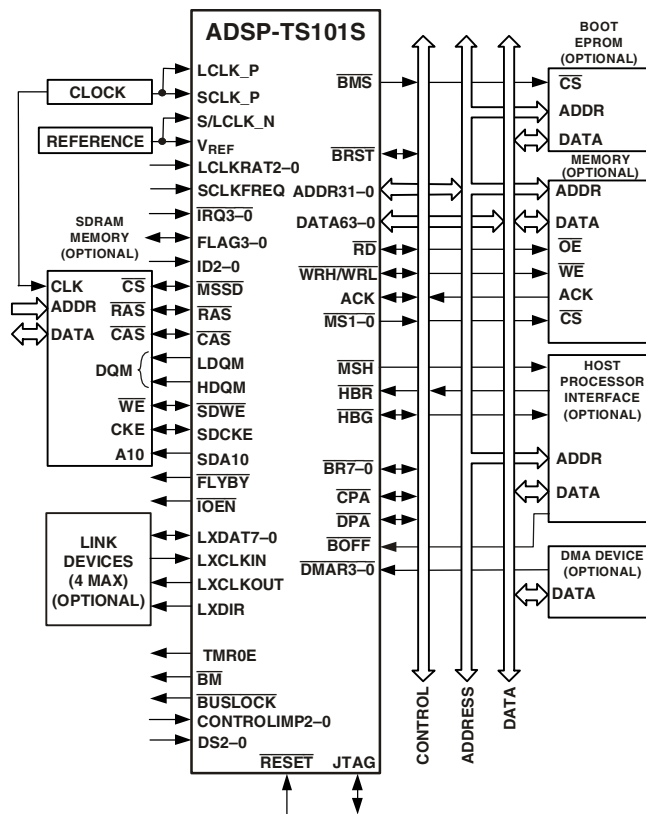 ADSP-TS101S
CLOCK
REFERENCE
LCLK_P
SCLK_P
S/LCLK_N
VREF
LCLKRAT2–0
SCLKFREQ
IRQ3–0
FLAG3–0
ID2–0
MSSD
RAS
CAS
LDQM
HDQM
SDWE
SDCKE
SDA10
FLYBY
IOEN
LXDAT7–0
LXCLKIN
LXCLKOUT
LXDIR
TMR0E
BM
BUSLOCK
CONTROLIMP2–0
DS2–0
RESET
JTAG
SDRAM
MEMORY
(OPTIONAL)
CLK
ADDR
DATA
CS
RAS
CAS
DQM
WE
CKE
A10
LINK
DEVICES
(4 MAX)
(OPTIONAL)
BMS
BRST
ADDR31–0
DATA63–0
RD
WRH/WRL
ACK
MS1–0
MSH
HBR
HBG
BR7–0
CPA
DPA
BOFF
DMAR3–0
CONTROL
ADDRESS
DATA
BOOT
EPROM
(OPTIONAL)
CS
ADDR
DATA
MEMORY
(OPTIONAL)
ADDR
DATA
OE
WE
ACK
CS
HOST
PROCESSOR
INTERFACE
(OPTIONAL)
ADDR
DATA
DMA DEVICE
(OPTIONAL)
DATA